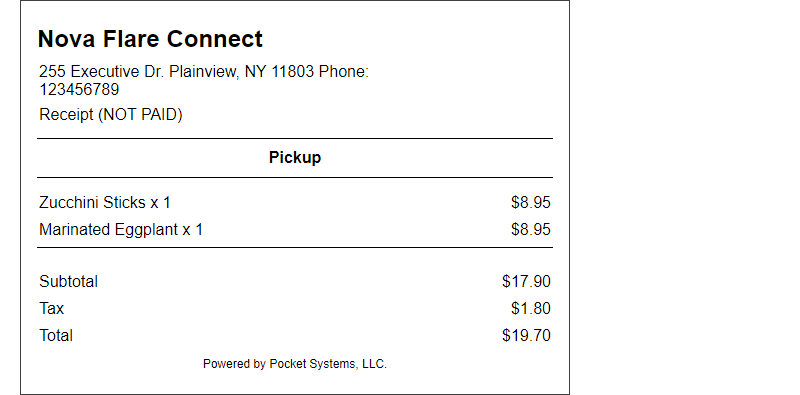 Nova Flare Connect
255 Executive Dr. Plainview, NY 11803 Phone:
123456789
Receipt (NOT PAID)
Pickup
Zucchini Sticks x 1 $8.95
Marinated Eggplant x 1 $8.95
Subtotal $17.90
Tax $1.80
Total $19.70
Powered by Pocket Systems, LLC.